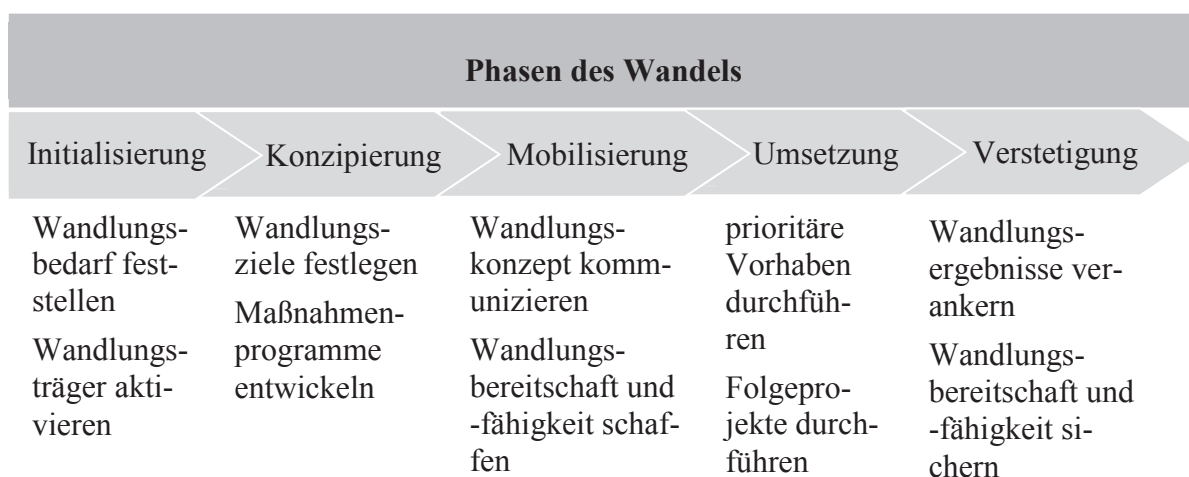 Phasen des Wandels
Initialisierung
Konzipierung
Mobilisierung
Umsetzung
Verstetigung
Wandlungs-
bedarf fest-
stellen
Wandlungs-
träger akti-
vieren
Wandlungs-
ziele festlegen
Maßnahmen-
programme
entwickeln
Wandlungs-
konzept komm-
unizieren
Wandlungs-
bereitschaft und
-fähigkeit schaf-
fen
prioritäre
Vorhaben
durchfüh-
ren
Folgepro-
jekte durch-
führen
Wandlungs-
ergebnisse ver-
ankern
Wandlungs-
bereitschaft und
-fähigkeit si-
chern